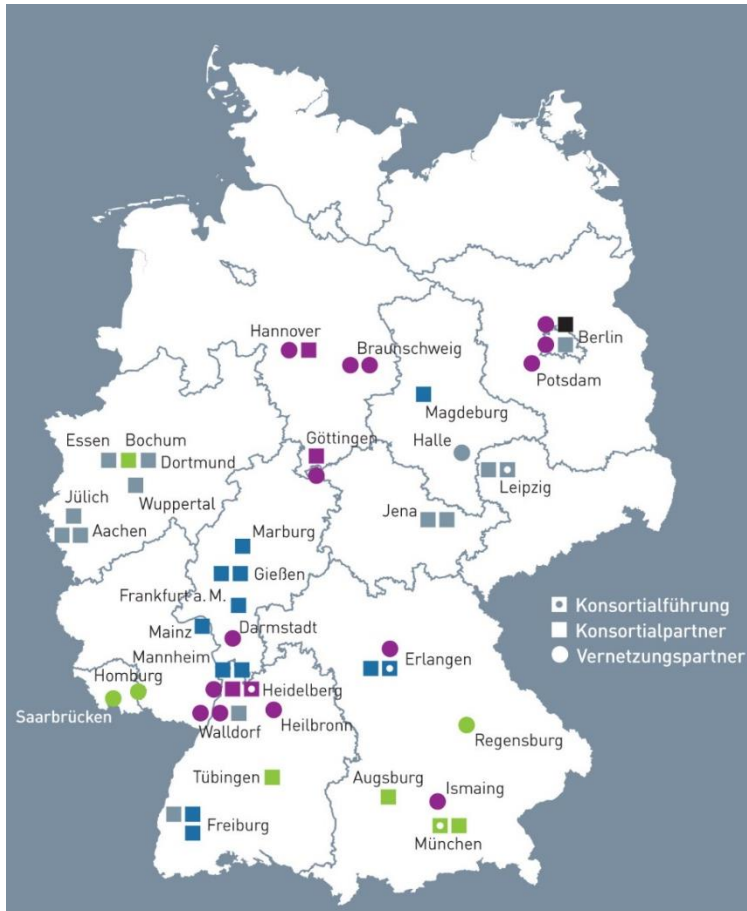 Hannover
Braunschweig
Berlin
Potsdam
Magdeburg
Göttingen
Halle
Essen
Bochum
Dortmund
Leipzig
Wuppertal
Jülich
Aachen
Jena
Marburg
Gießen
Frankfurt a. M.
Mainz
Darmstadt
Konsortialführung
Konsortialpartner
Vernetzungspartner
Mannheim
Erlangen
Homburg
Heidelberg
Saarbrücken
Walldorf
Heilbronn
Regensburg
Tübingen
Augsburg
Ismaing
Freiburg
München